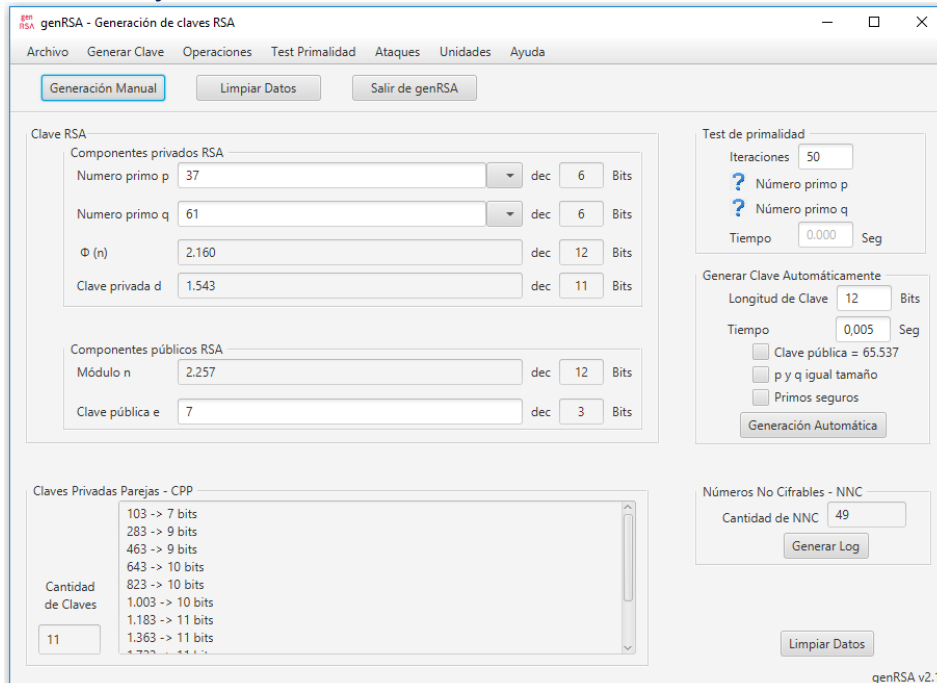 gen
RSA genRSA - Generación de claves RSA
Archivo Generar Clave Operaciones Test Primalidad Ataques Unidades Ayuda
Generación Manual Limpiar Datos Salir de genRSA
Clave RSA
Componentes privados RSA
Numero primo p 37 dec 6 Bits
Numero primo q 61 dec 6 Bits
Φ (n) 2.160 dec 12 Bits
Clave privada d 1.543 dec 11 Bits
Componentes públicos RSA
Módulo n 2.257 dec 12 Bits
Clave pública e 7 dec 3 Bits
Test de primalidad
Iteraciones 50
? Número primo p
? Número primo q
Tiempo 0.000 Seg
Generar Clave Automáticamente
Longitud de Clave 12 Bits
Tiempo 0,005 Seg
Clave pública = 65.537
p y q igual tamaño
Primos seguros
Generación Automática
Claves Privadas Parejas - CPP
Cantidad
de Claves
11
103 -> 7 bits
283 -> 9 bits
463 -> 9 bits
643 -> 10 bits
823 -> 10 bits
1.003 -> 10 bits
1.183 -> 11 bits
1.363 -> 11 bits
Números No Cifrables - NNC
Cantidad de NNC 49
Generar Log
Limpiar Datos
genRSA